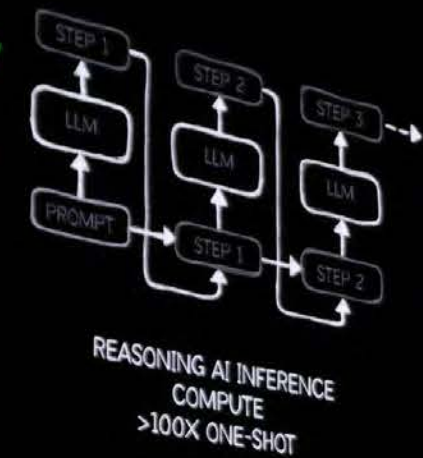 STEP 1
STEP 2
STEP 3
LLM
LLM
LLM
PROMPT
STEP 1
STEP 2
REASONING AI INFERENCE
COMPUTE
>100X ONE-SHOT